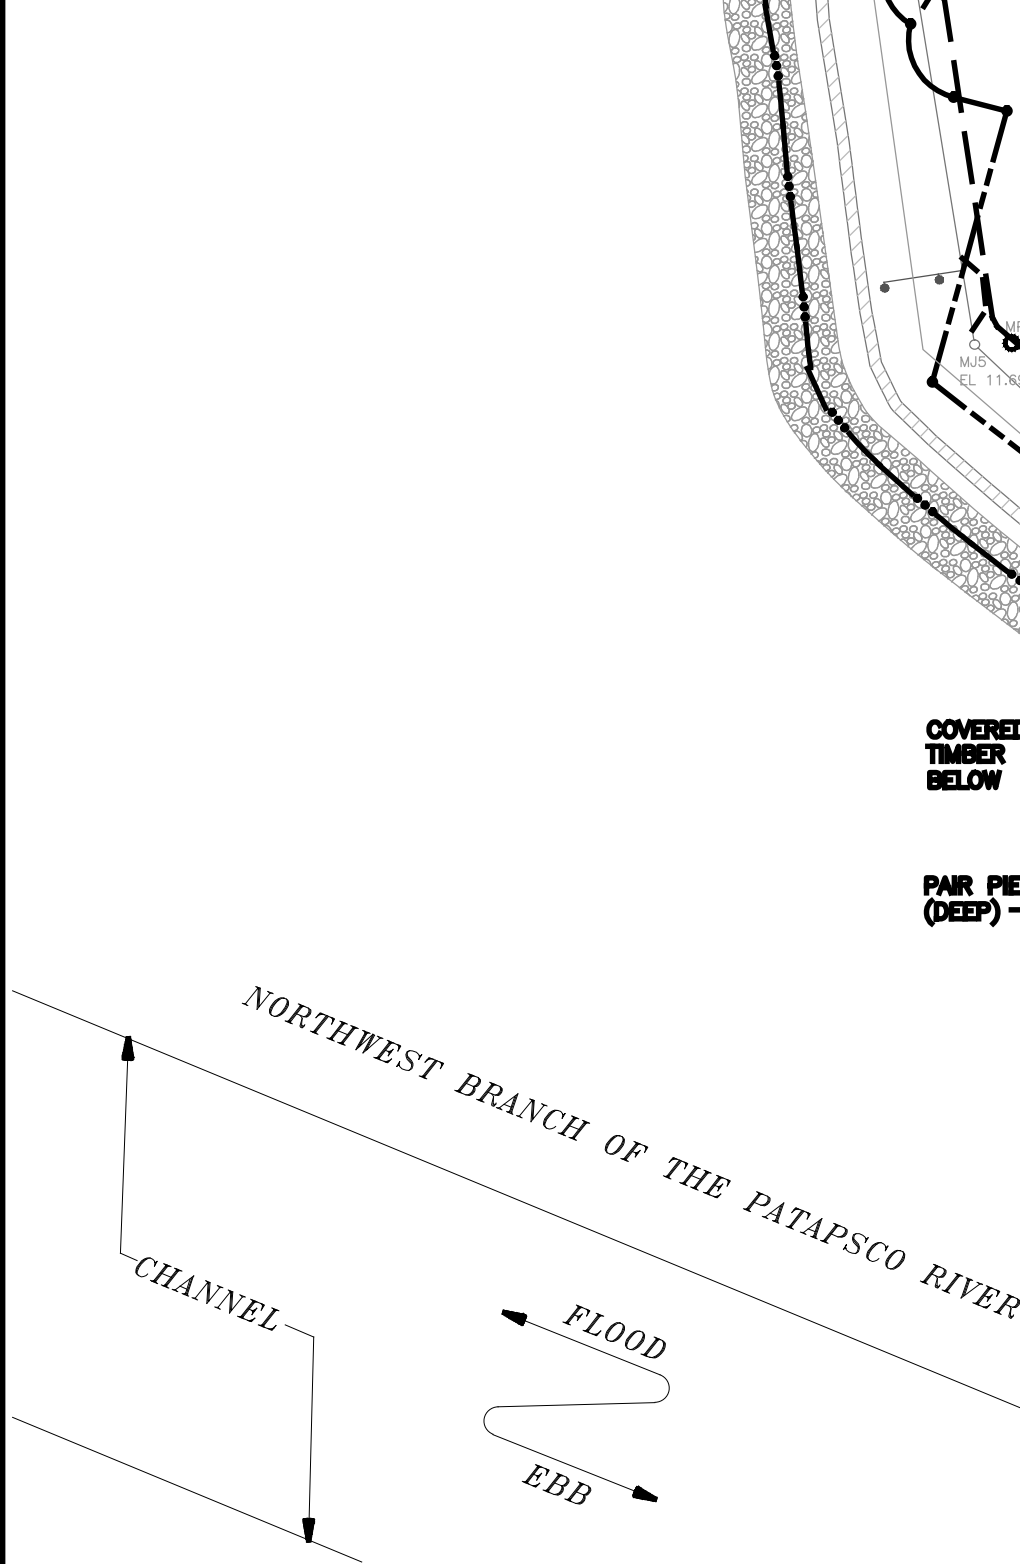 MJ5
COVERED
TIMBER
BELOW
PAIR
(DEEP)
NORTHWEST BRANCH OF THE PATAPSCO RIVER
CHANNEL
FLOOD
EBB